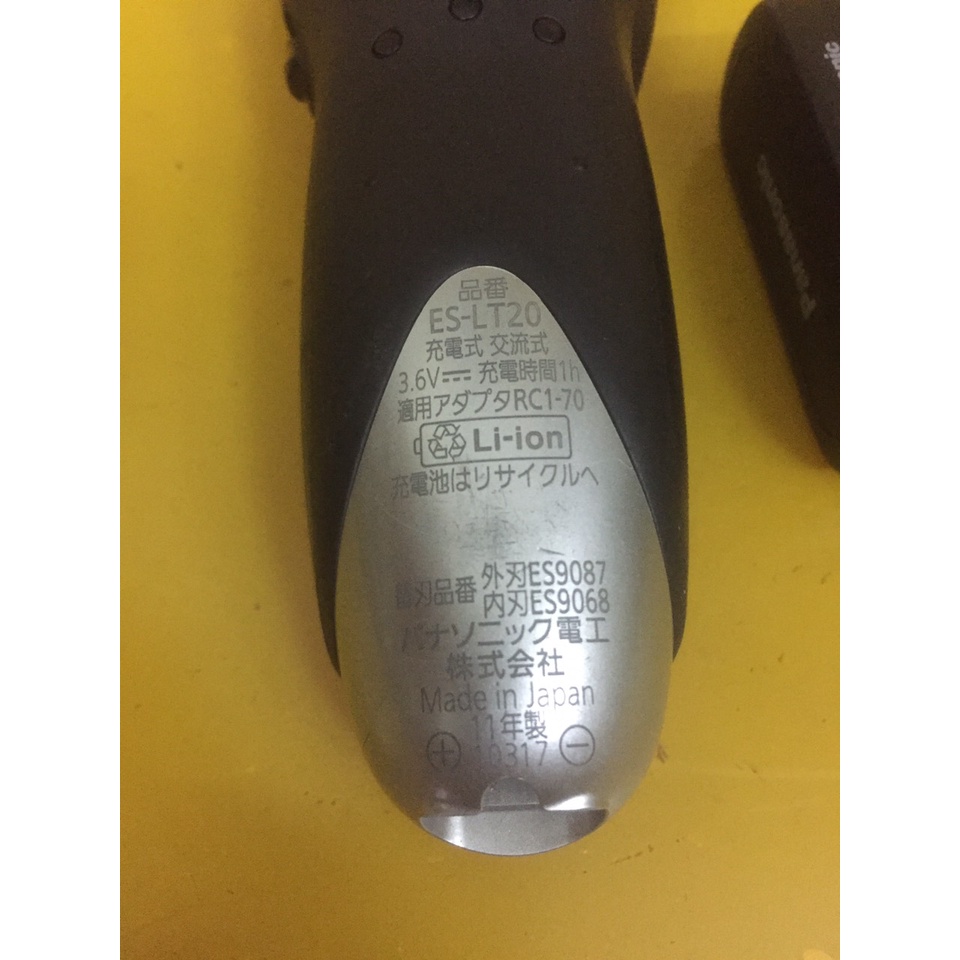 品番
ES-LT20
充電式 交流式
3.6V⎓ 充電時間1h
適用アダプタRC1-70
Li-ion
充電池はリサイクルへ
替刃品番 外刃ES9087
内刃ES9068
パナソニック電工
株式会社
Made in Japan
11年製
⊕ 10317 ⊖
Panasonic
nic